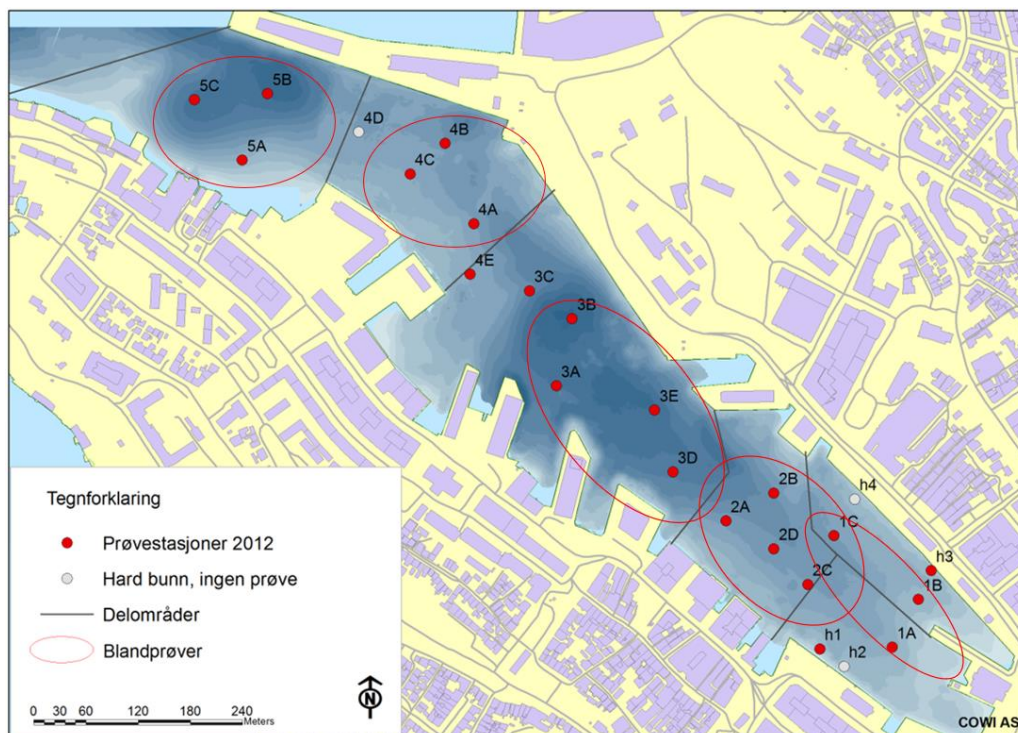 5C
5B
5A
4D
4B
4C
4A
4E
3C
3B
3A
3E
3D
2B
2A
2D
2C
h4
1C
h3
1B
1A
h1
h2
Tegnforklaring
Prøvestasjoner 2012
Hard bunn, ingen prøve
Delområder
Blandprøver
N
0 30 60 120 180 240
Meters
COWI AS